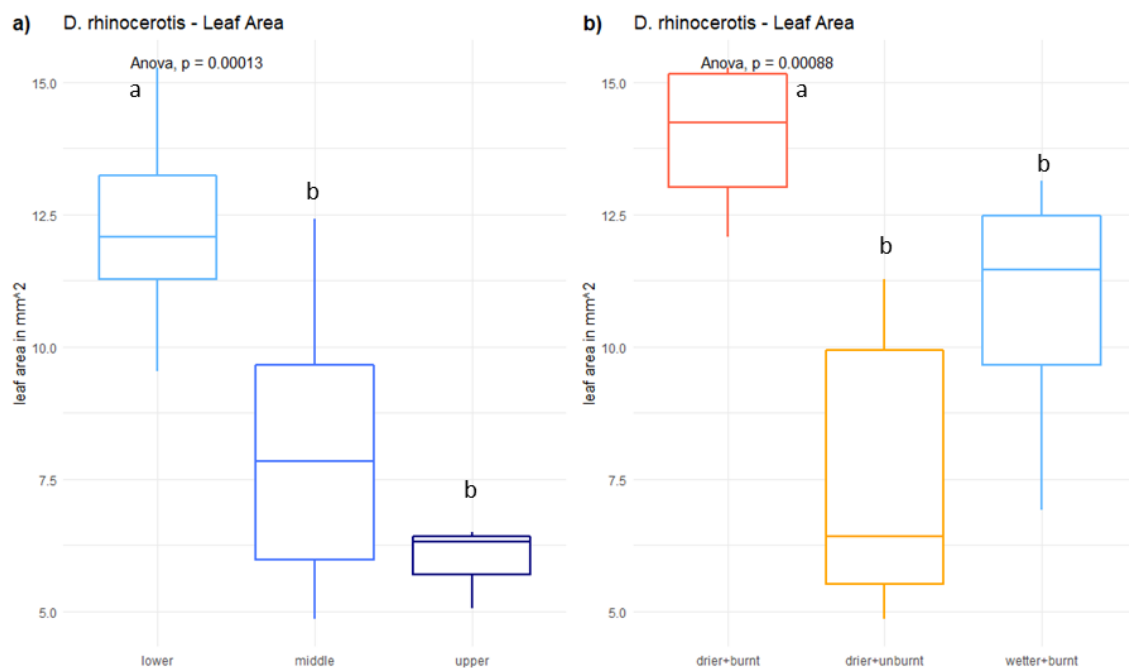 a) D. rhinocerotis - Leaf Area
Anova, p = 0.00013
a
b
b
15.0
12.5
10.0
7.5
5.0
leaf area in mm^2
lower middle upper
b) D. rhinocerotis - Leaf Area
Anova, p = 0.00088
a
b
b
15.0
12.5
10.0
7.5
5.0
leaf area in mm^2
drier+burnt drier+unburnt wetter+burnt